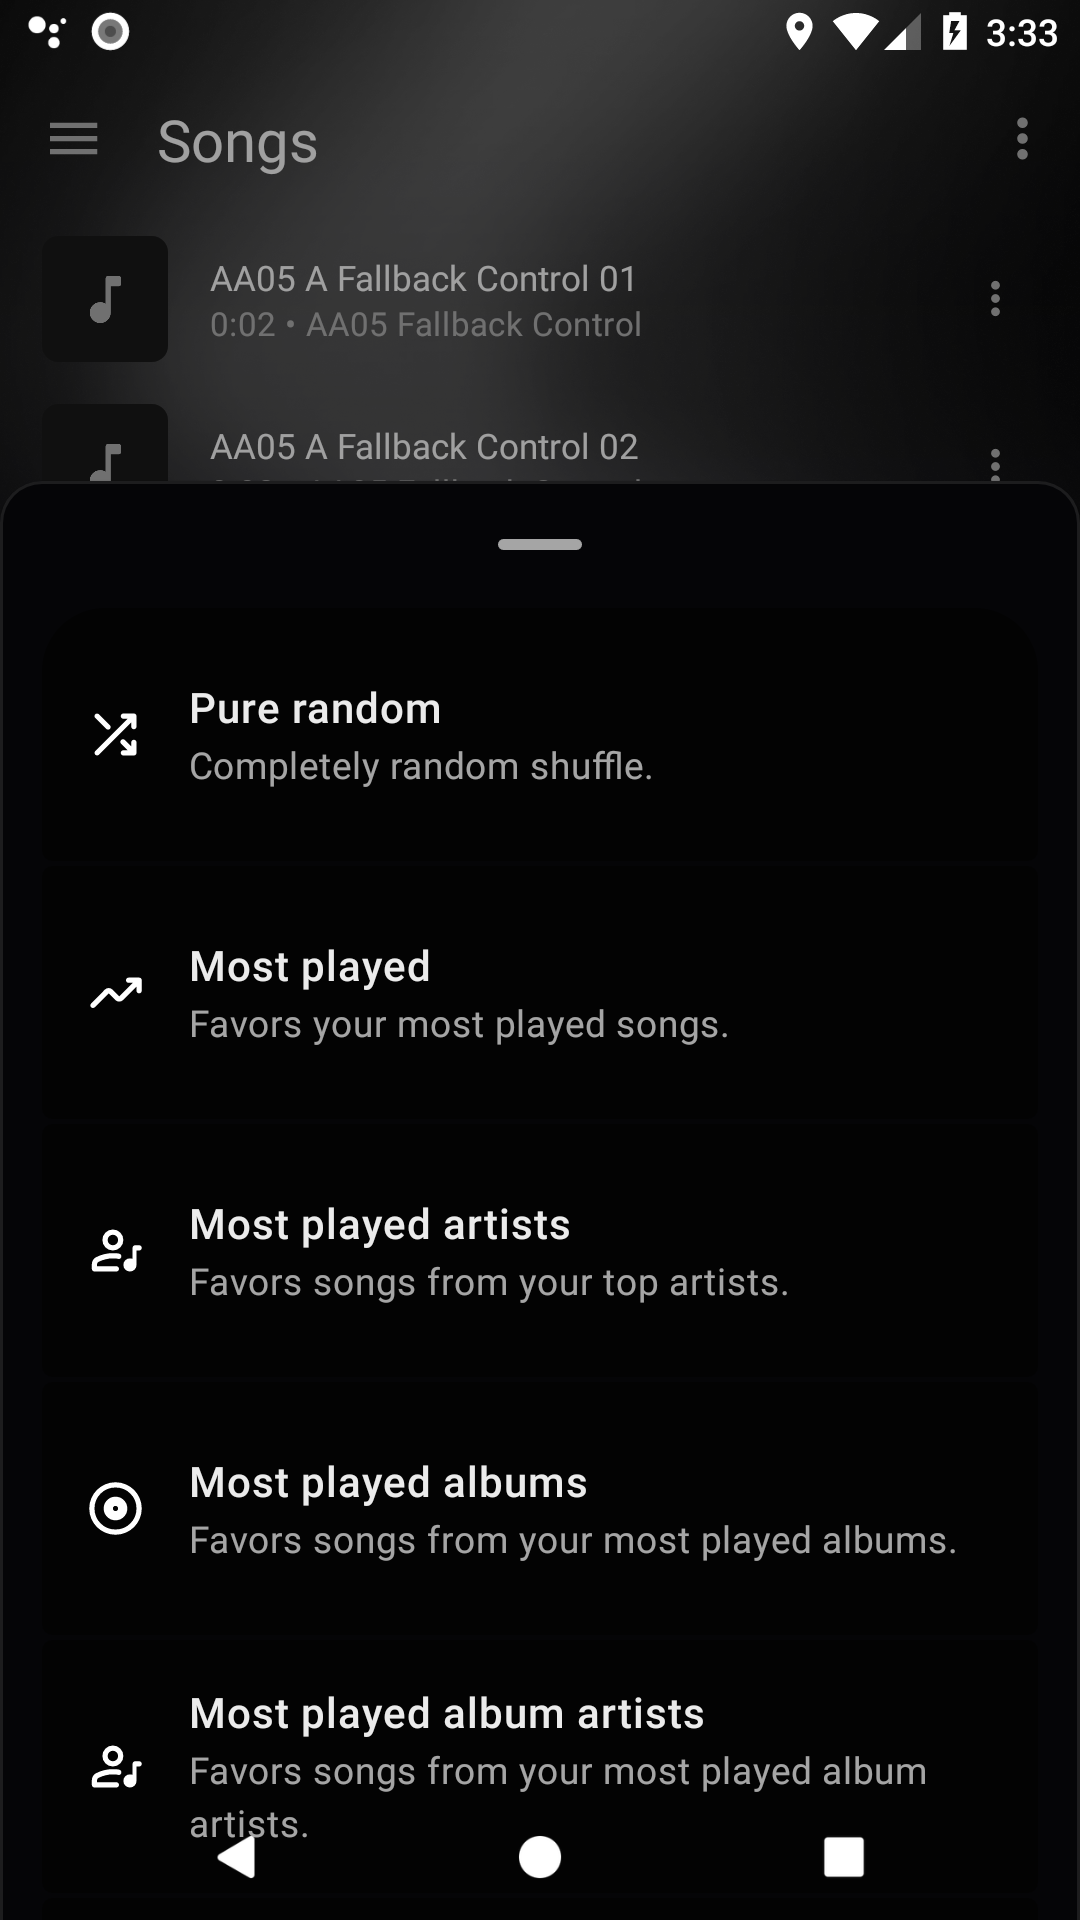 3:33
Songs
AA05 A Fallback Control 01
0:02 • AA05 Fallback Control
AA05 A Fallback Control 02
Pure random
Completely random shuffle.
Most played
Favors your most played songs.
Most played artists
Favors songs from your top artists.
Most played albums
Favors songs from your most played albums.
Most played album artists
Favors songs from your most played album
artists.